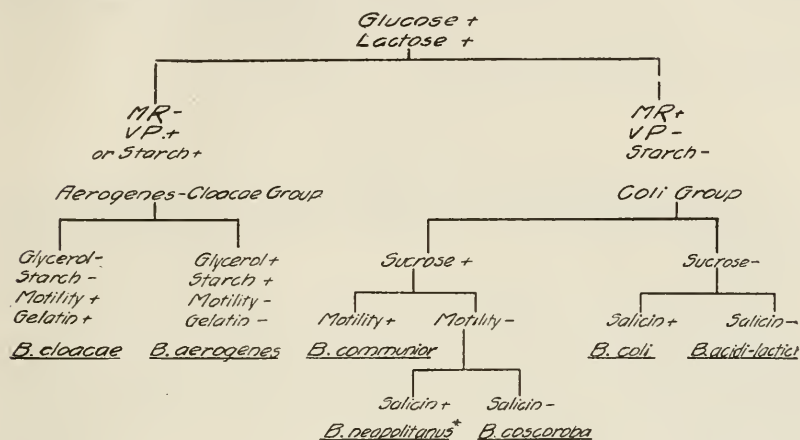 Glucose +
Lactose +
MR-
VP.+
or Starch+
MR+
VP-
Starch-
Aerogenes-Cloacae Group
Coli Group
Glycerol-
Starch-
Motility+
Gelatin+
B. cloacae
Glycerol+
Starch+
Motility-
Gelatin-
B. aerogenes
Sucrose+
Sucrose-
Motility+
B. communior
Motility-
Salicin+
B. coli
Salicin-
B. acidi-lactici
Salicin+
B. neopolitanus*
Salicin-
B. coscoroba